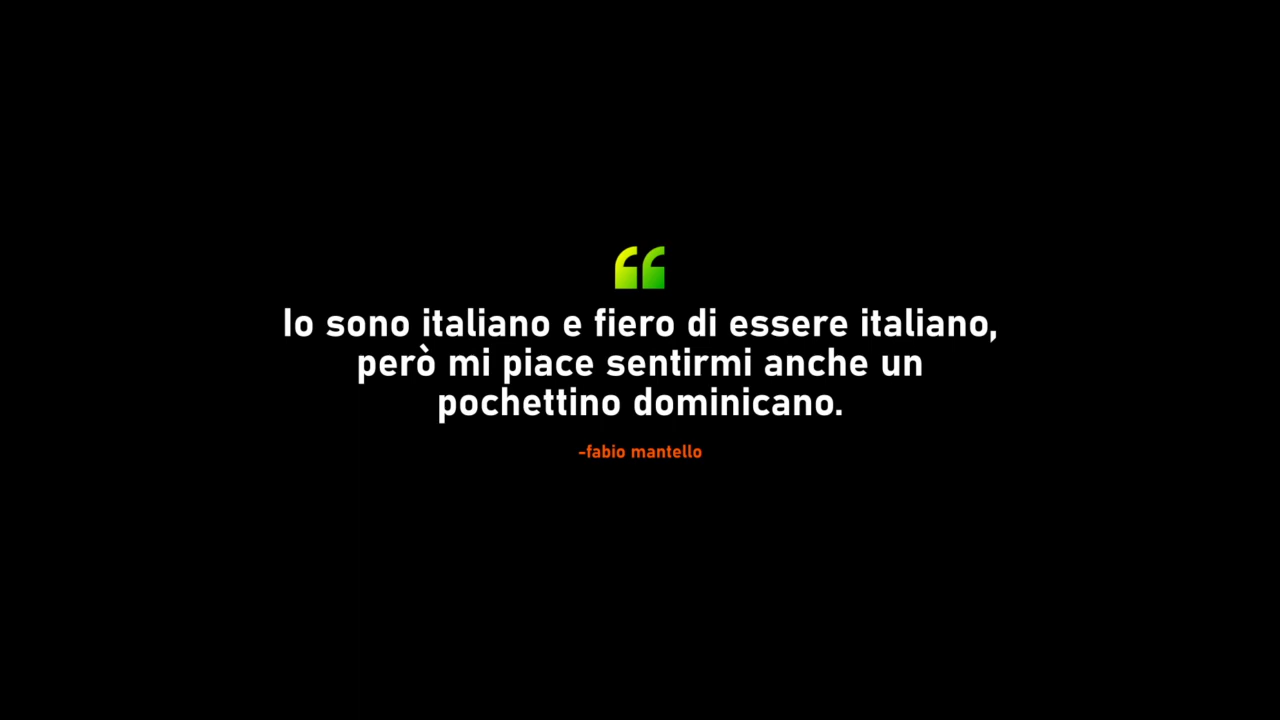 Io sono italiano e fiero di essere italiano,
però mi piace sentirmi anche un
pochettino dominicano.
-fabio mantello